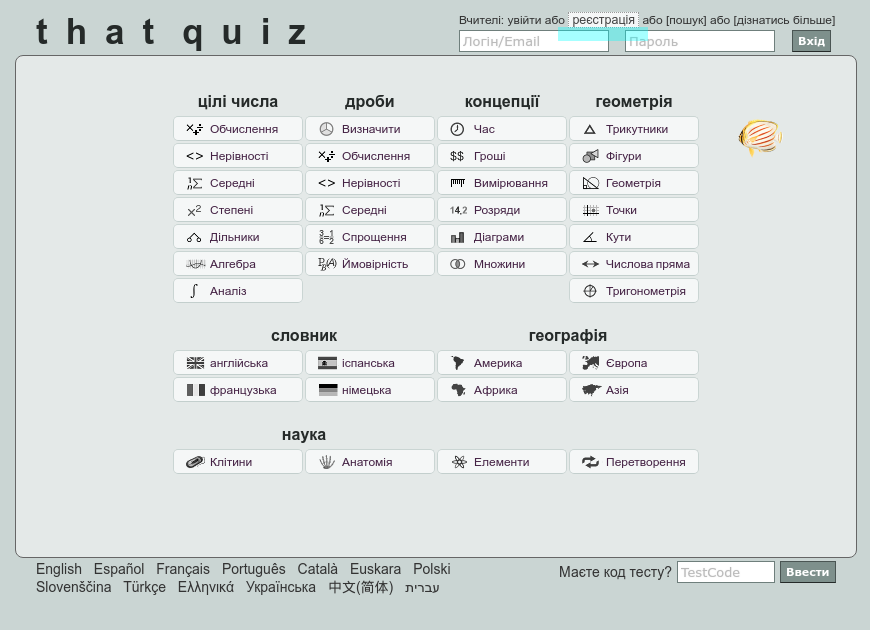 thatquiz
Вчителі: увійти або реєстрація або [пошук] або [дізнатись більше]
Логін/Email Пароль Вхід
цілі числа дроби концепції геометрія
Обчислення Визначити Час Трикутники
Нерівності Обчислення $$ Гроші Фігури
Середні Нерівності Вимірювання Геометрія
x² Степені Середні 14,2 Розряди Точки
Дільники Спрощення Діаграми Кути
Алгебра Ймовірність Множини Числова пряма
Аналіз Тригонометрія
словник географія
англійська іспанська Америка Європа
французька німецька Африка Азія
наука
Клітини Анатомія Елементи Перетворення
English Español Français Português Català Euskara Polski
Slovenščina Türkçe Ελληνικά Українська 中文(简体) עברית
Маєте код тесту? TestCode Ввести